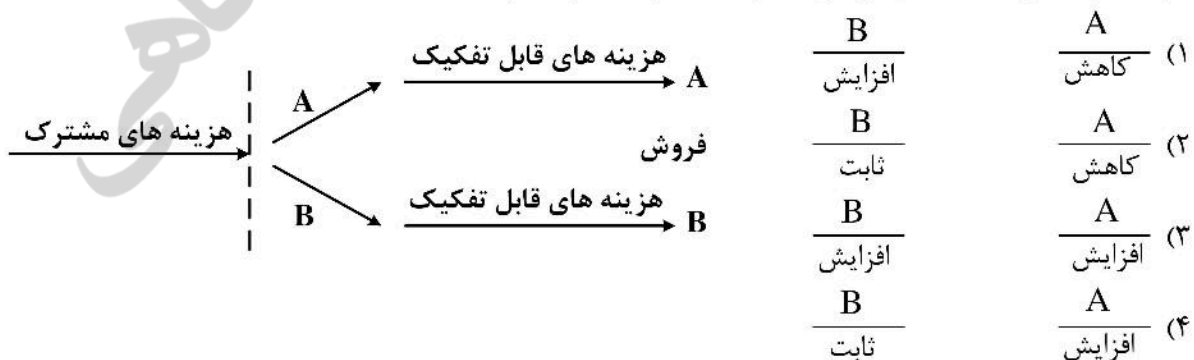 ۱) A کاهش B افزایش
۲) A کاهش B ثابت
۳) A افزایش B افزایش
۴) A افزایش B ثابت
هزینه های مشترک
A هزینه های قابل تفکیک A
فروش
B هزینه های قابل تفکیک B